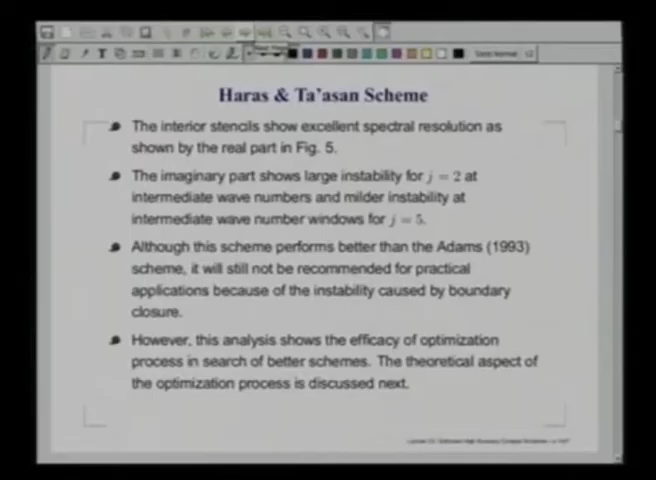 Haras & Ta'asan Scheme
The interior stencils show excellent spectral resolution as
shown by the real part in Fig. 5.
The imaginary part shows large instability for j = 2 at
intermediate wave numbers and milder instability at
intermediate wave number windows for j = 5.
Although this scheme performs better than the Adams (1993)
scheme, it will still not be recommended for practical
applications because of the instability caused by boundary
closure.
However, this analysis shows the efficacy of optimization
process in search of better schemes. The theoretical aspect of
the optimization process is discussed next.